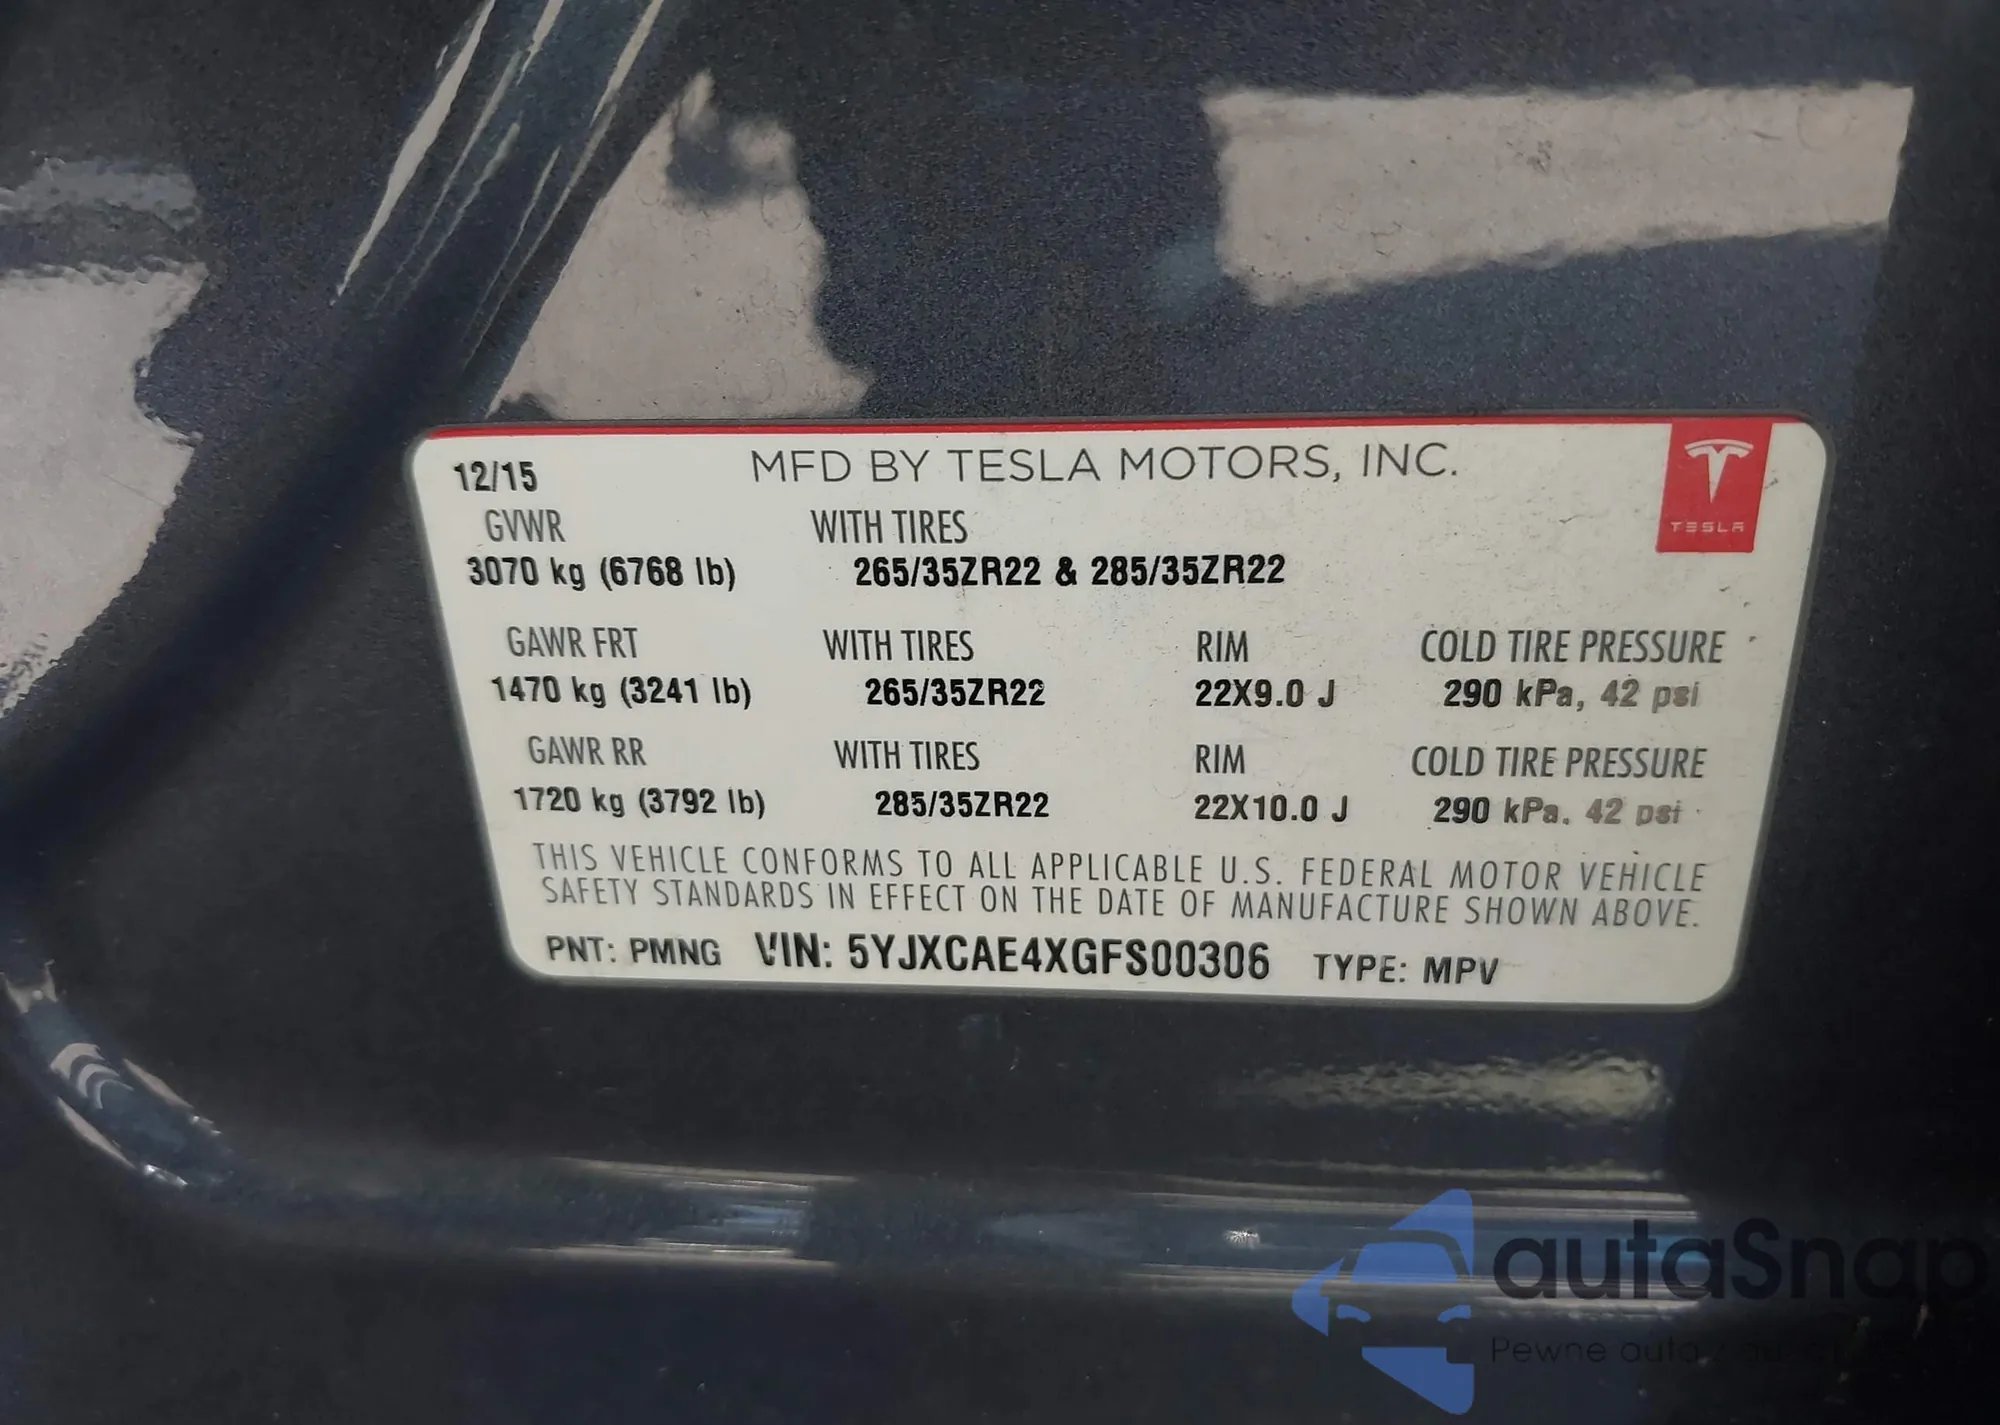 12/15 MFD BY TESLA MOTORS, INC.
TESLA
GVWR WITH TIRES
3070 kg (6768 lb) 265/35ZR22 & 285/35ZR22
GAWR FRT WITH TIRES RIM COLD TIRE PRESSURE
1470 kg (3241 lb) 265/35ZR22 22X9.0 J 290 kPa, 42 psi
GAWR RR WITH TIRES RIM COLD TIRE PRESSURE
1720 kg (3792 lb) 285/35ZR22 22X10.0 J 290 kPa, 42 psi
THIS VEHICLE CONFORMS TO ALL APPLICABLE U.S. FEDERAL MOTOR VEHICLE
SAFETY STANDARDS IN EFFECT ON THE DATE OF MANUFACTURE SHOWN ABOVE.
PNT: PMNG VIN: 5YJXCAE4XGFS00306 TYPE: MPV
autaSnap
Pewne auta